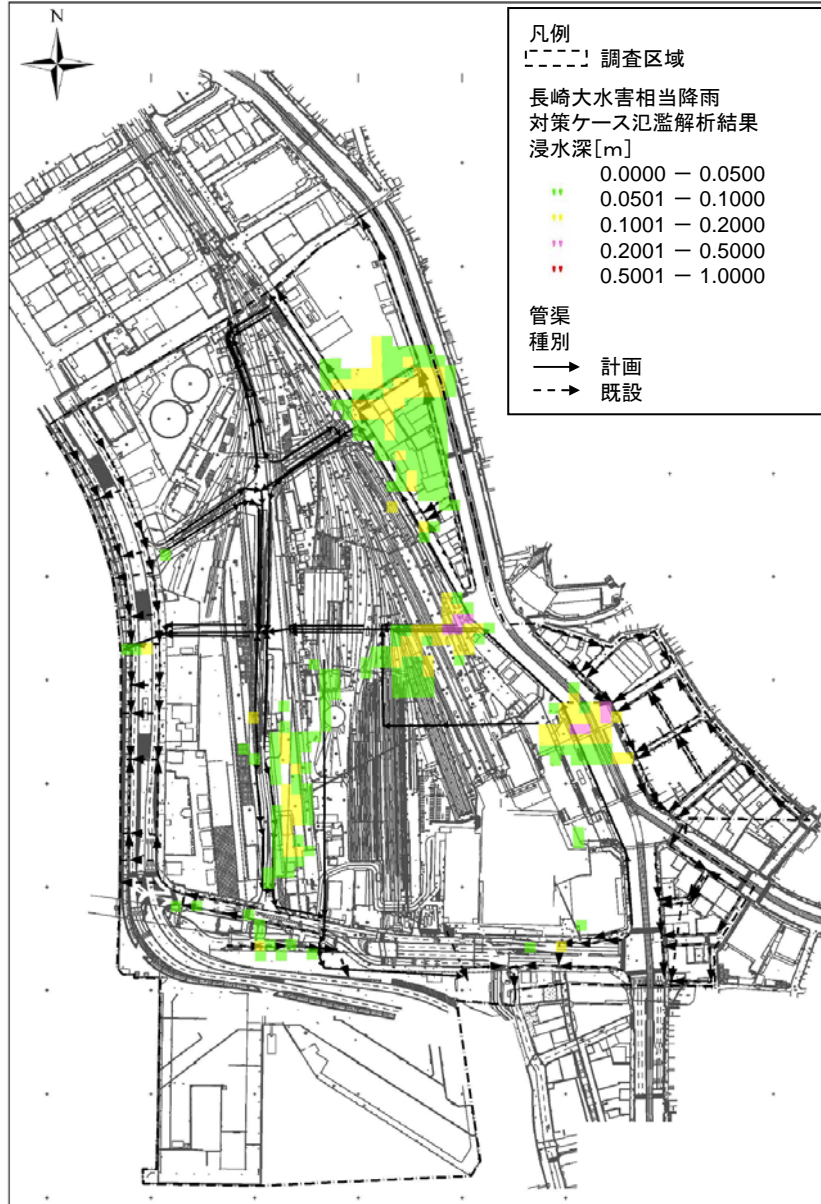 N
凡例
調査区域
長崎大水害相当降雨
対策ケース氾濫解析結果
浸水深[m]
0.0000 － 0.0500
0.0501 － 0.1000
0.1001 － 0.2000
0.2001 － 0.5000
0.5001 － 1.0000
管渠
種別
計画
既設